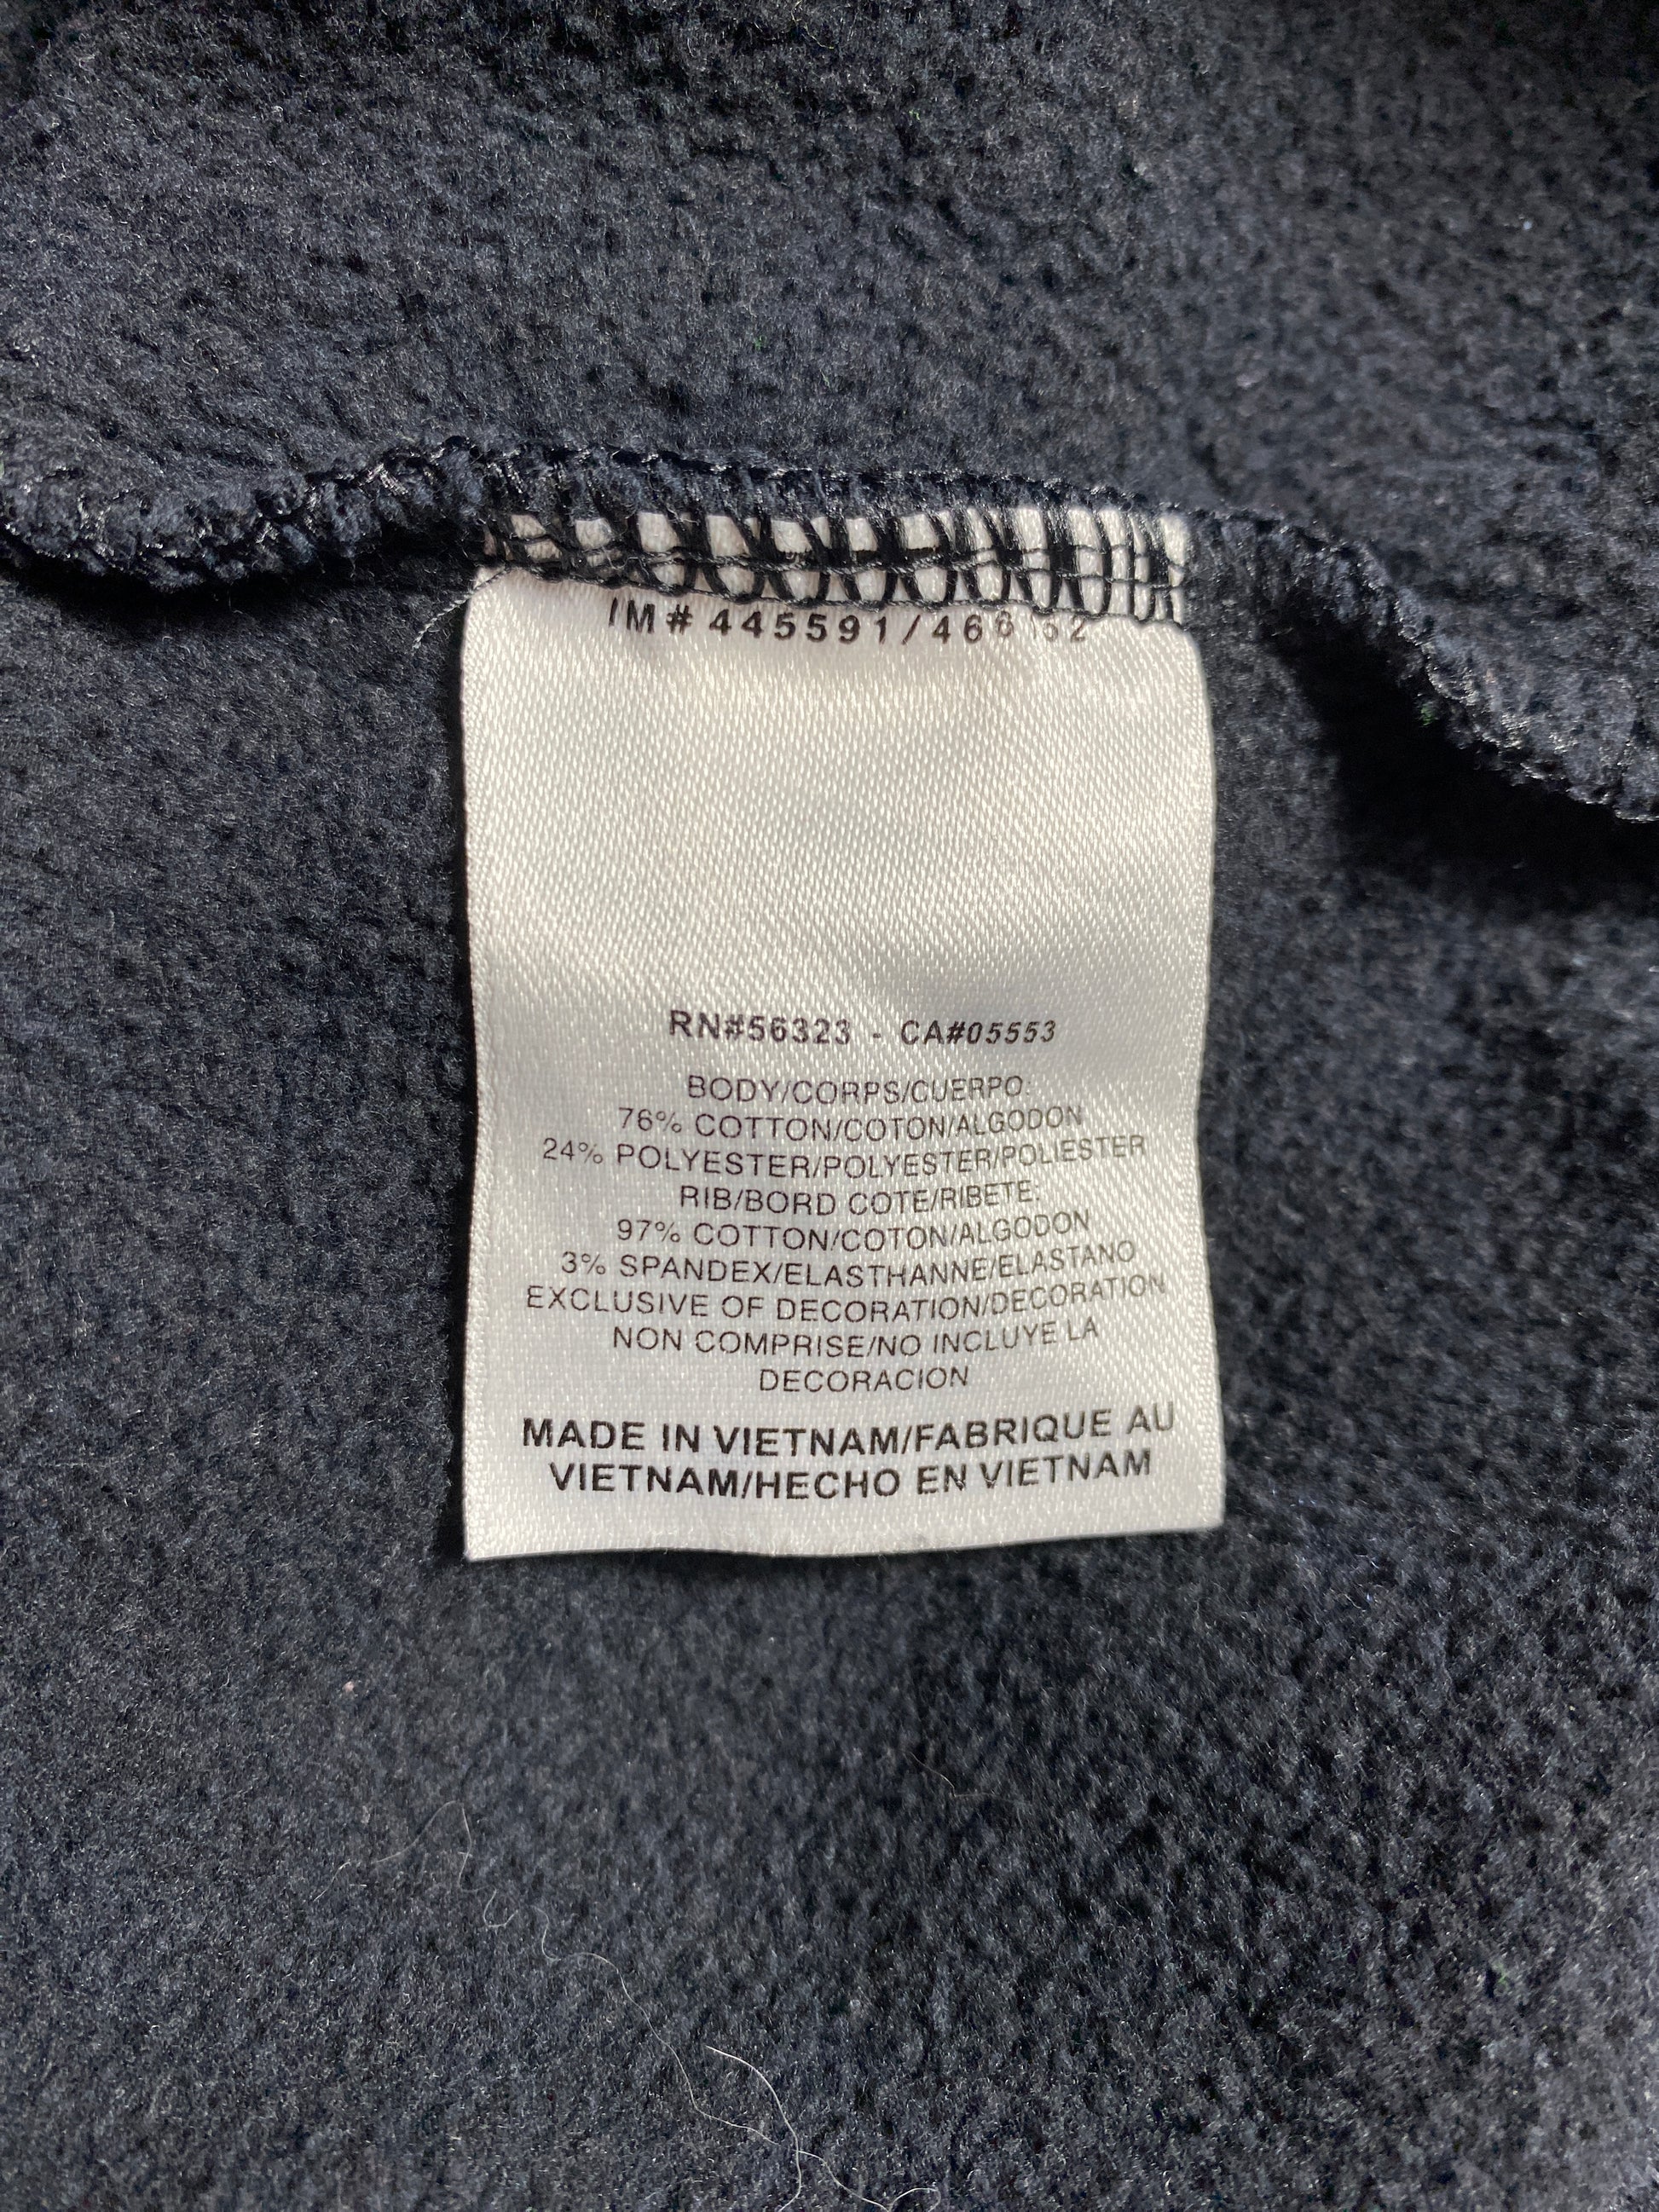 IM# 445591/
RN#56323 - CA#05553
BODY/CORPS/CUERPO:
76% COTTON/COTON/ALGODON
24% POLYESTER/POLYESTER/POLIESTER
RIB/BORD COTE/RIBETE:
97% COTTON/COTON/ALGODON
3% SPANDEX/ELASTHANNE/ELASTANO
EXCLUSIVE OF DECORATION/DECORATION
NON COMPRISE/NO INCLUYE LA
DECORACION
MADE IN VIETNAM/FABRIQUE AU
VIETNAM/HECHO EN VIETNAM